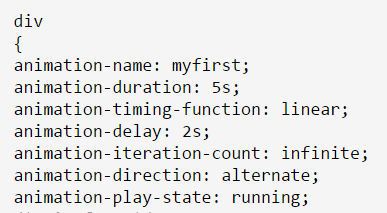 div
{
animation-name: myfirst;
animation-duration: 5s;
animation-timing-function: linear;
animation-delay: 2s;
animation-iteration-count: infinite;
animation-direction: alternate;
animation-play-state: running;